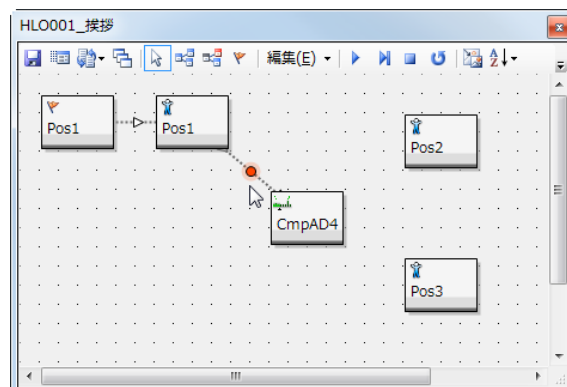 HLO001_挨拶
編集(E)
Pos1
Pos1
Pos2
CmpAD4
Pos3